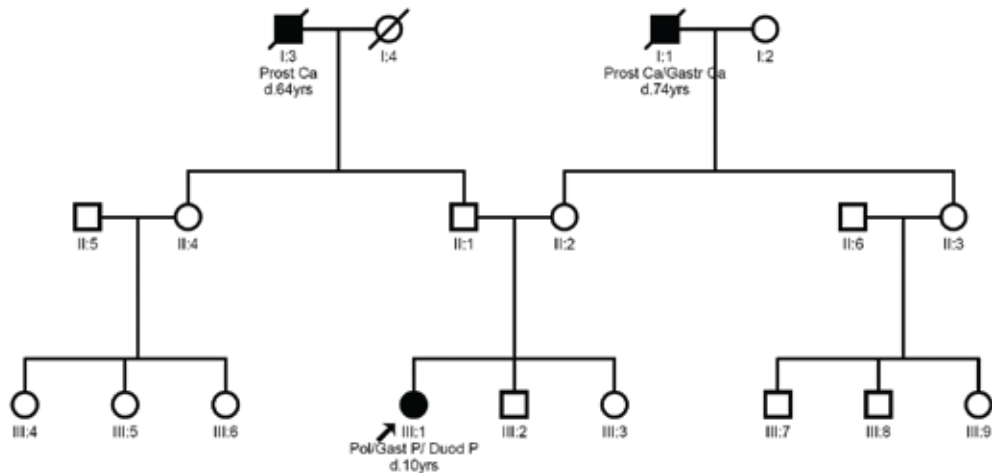 I:3
Prost Ca
d.64yrs
I:4
I:1
Prost Ca/Gastr Ca
d.74yrs
I:2
II:5
II:4
II:1
II:2
II:6
II:3
III:4
III:5
III:6
III:1
Pol/Gast P/ Duod P
d.10yrs
III:2
III:3
III:7
III:8
III:9